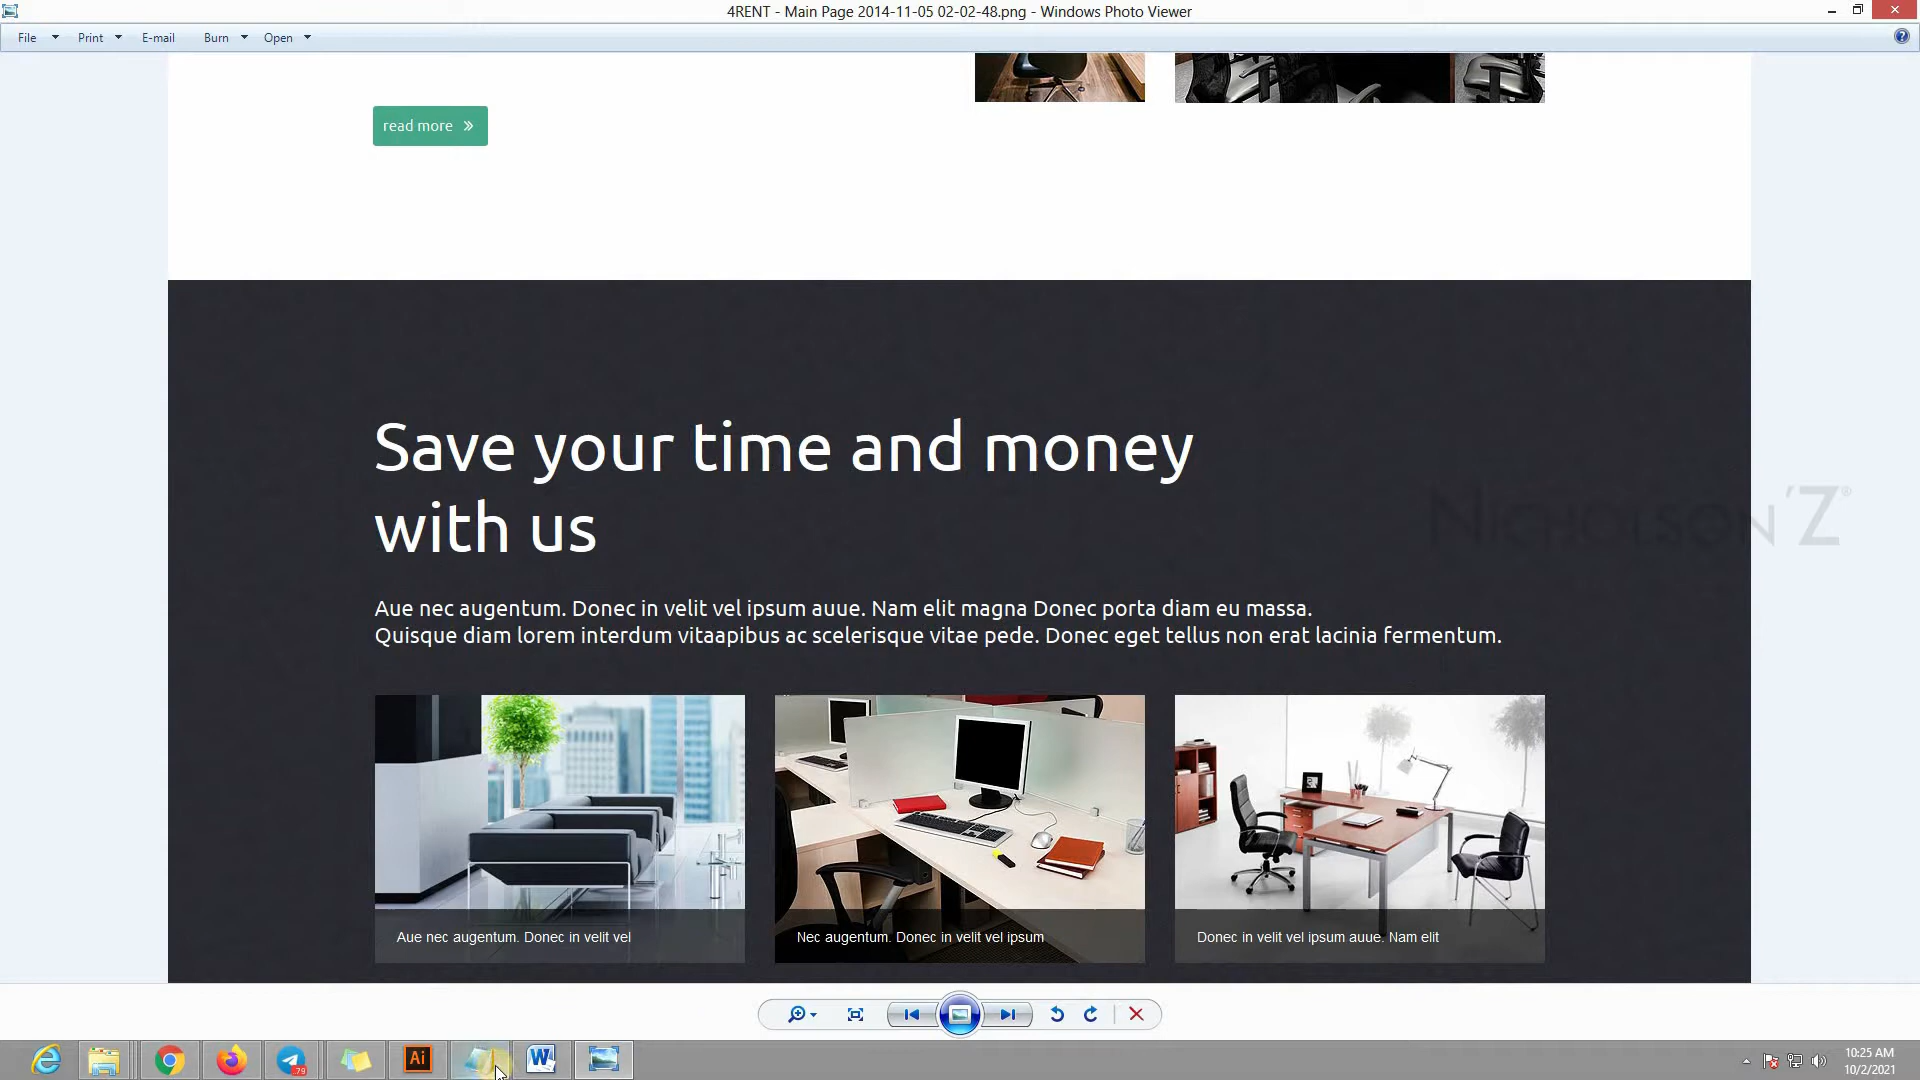 4RENT - Main Page 2014-11-05 02-02-48.png - Windows Photo Viewer
File Print E-mail Burn Open
read more
Save your time and money
with us
NICHOLSON'Z®
Aue nec augentum. Donec in velit vel ipsum auue. Nam elit magna Donec porta diam eu massa.
Quisque diam lorem interdum vitaapibus ac scelerisque vitae pede. Donec eget tellus non erat lacinia fermentum.
Aue nec augentum. Donec in velit vel
Nec augentum. Donec in velit vel ipsum
Donec in velit vel ipsum auue. Nam elit
79
Ai
W
10:25 AM
10/2/2021